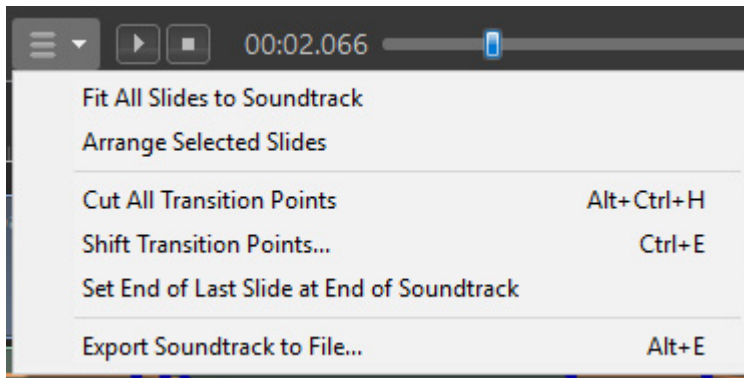 00:02.066
Fit All Slides to Soundtrack
Arrange Selected Slides
Cut All Transition Points Alt+Ctrl+H
Shift Transition Points... Ctrl+E
Set End of Last Slide at End of Soundtrack
Export Soundtrack to File... Alt+E